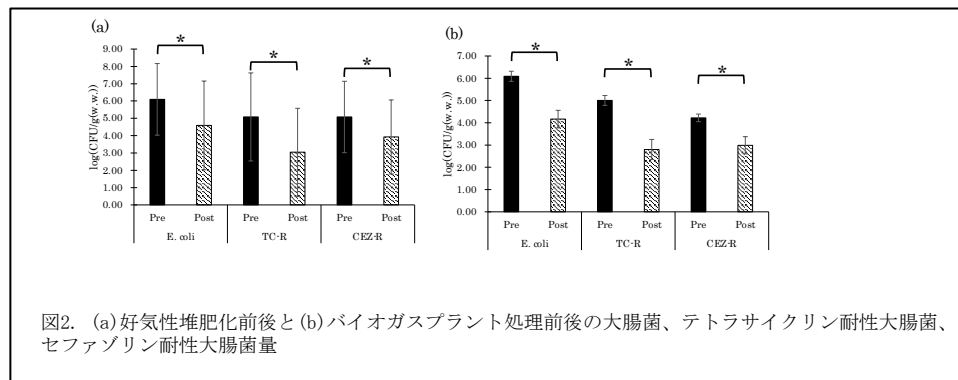 (a)
*
*
*
9.00
8.00
7.00
6.00
5.00
4.00
3.00
2.00
1.00
0.00
log(CFU/g(w.w.))
Pre Post Pre Post Pre Post
E. coli TC-R CEZ-R
(b)
*
*
*
7.00
6.00
5.00
4.00
3.00
2.00
1.00
0.00
log(CFU/g(w.w.))
Pre Post Pre Post Pre Post
E. coli TC-R CEZ-R
図2. (a)好気性堆肥化前後と(b)バイオガスプラント処理前後の大腸菌、テトラサイクリン耐性大腸菌、
セファゾリン耐性大腸菌量